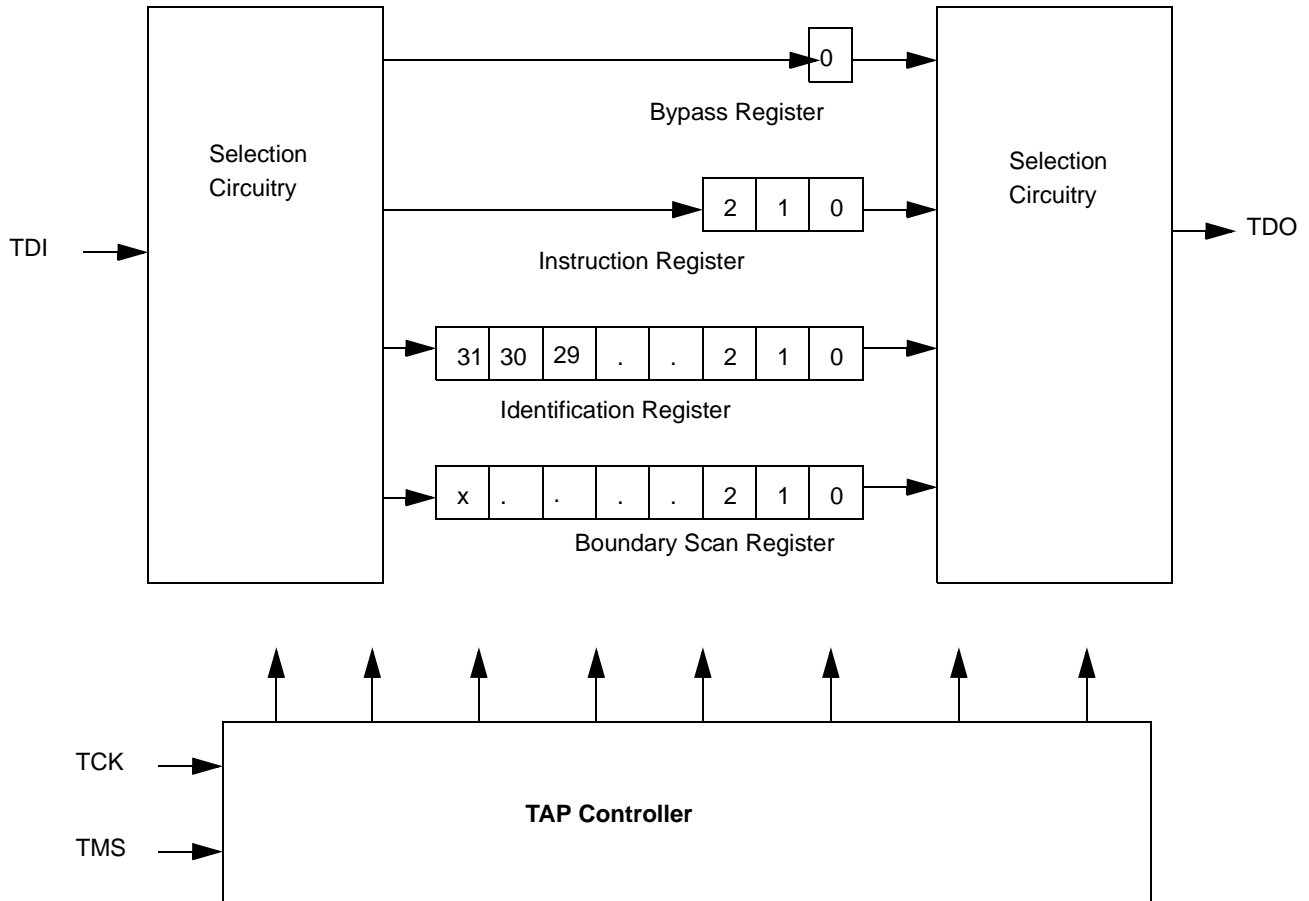 0
Bypass Register
Selection
Circuitry
Selection
Circuitry
2 1 0
TDI
TDO
Instruction Register
31 30 29 . . 2 1 0
Identification Register
x . . . . 2 1 0
Boundary Scan Register
TCK
TAP Controller
TMS